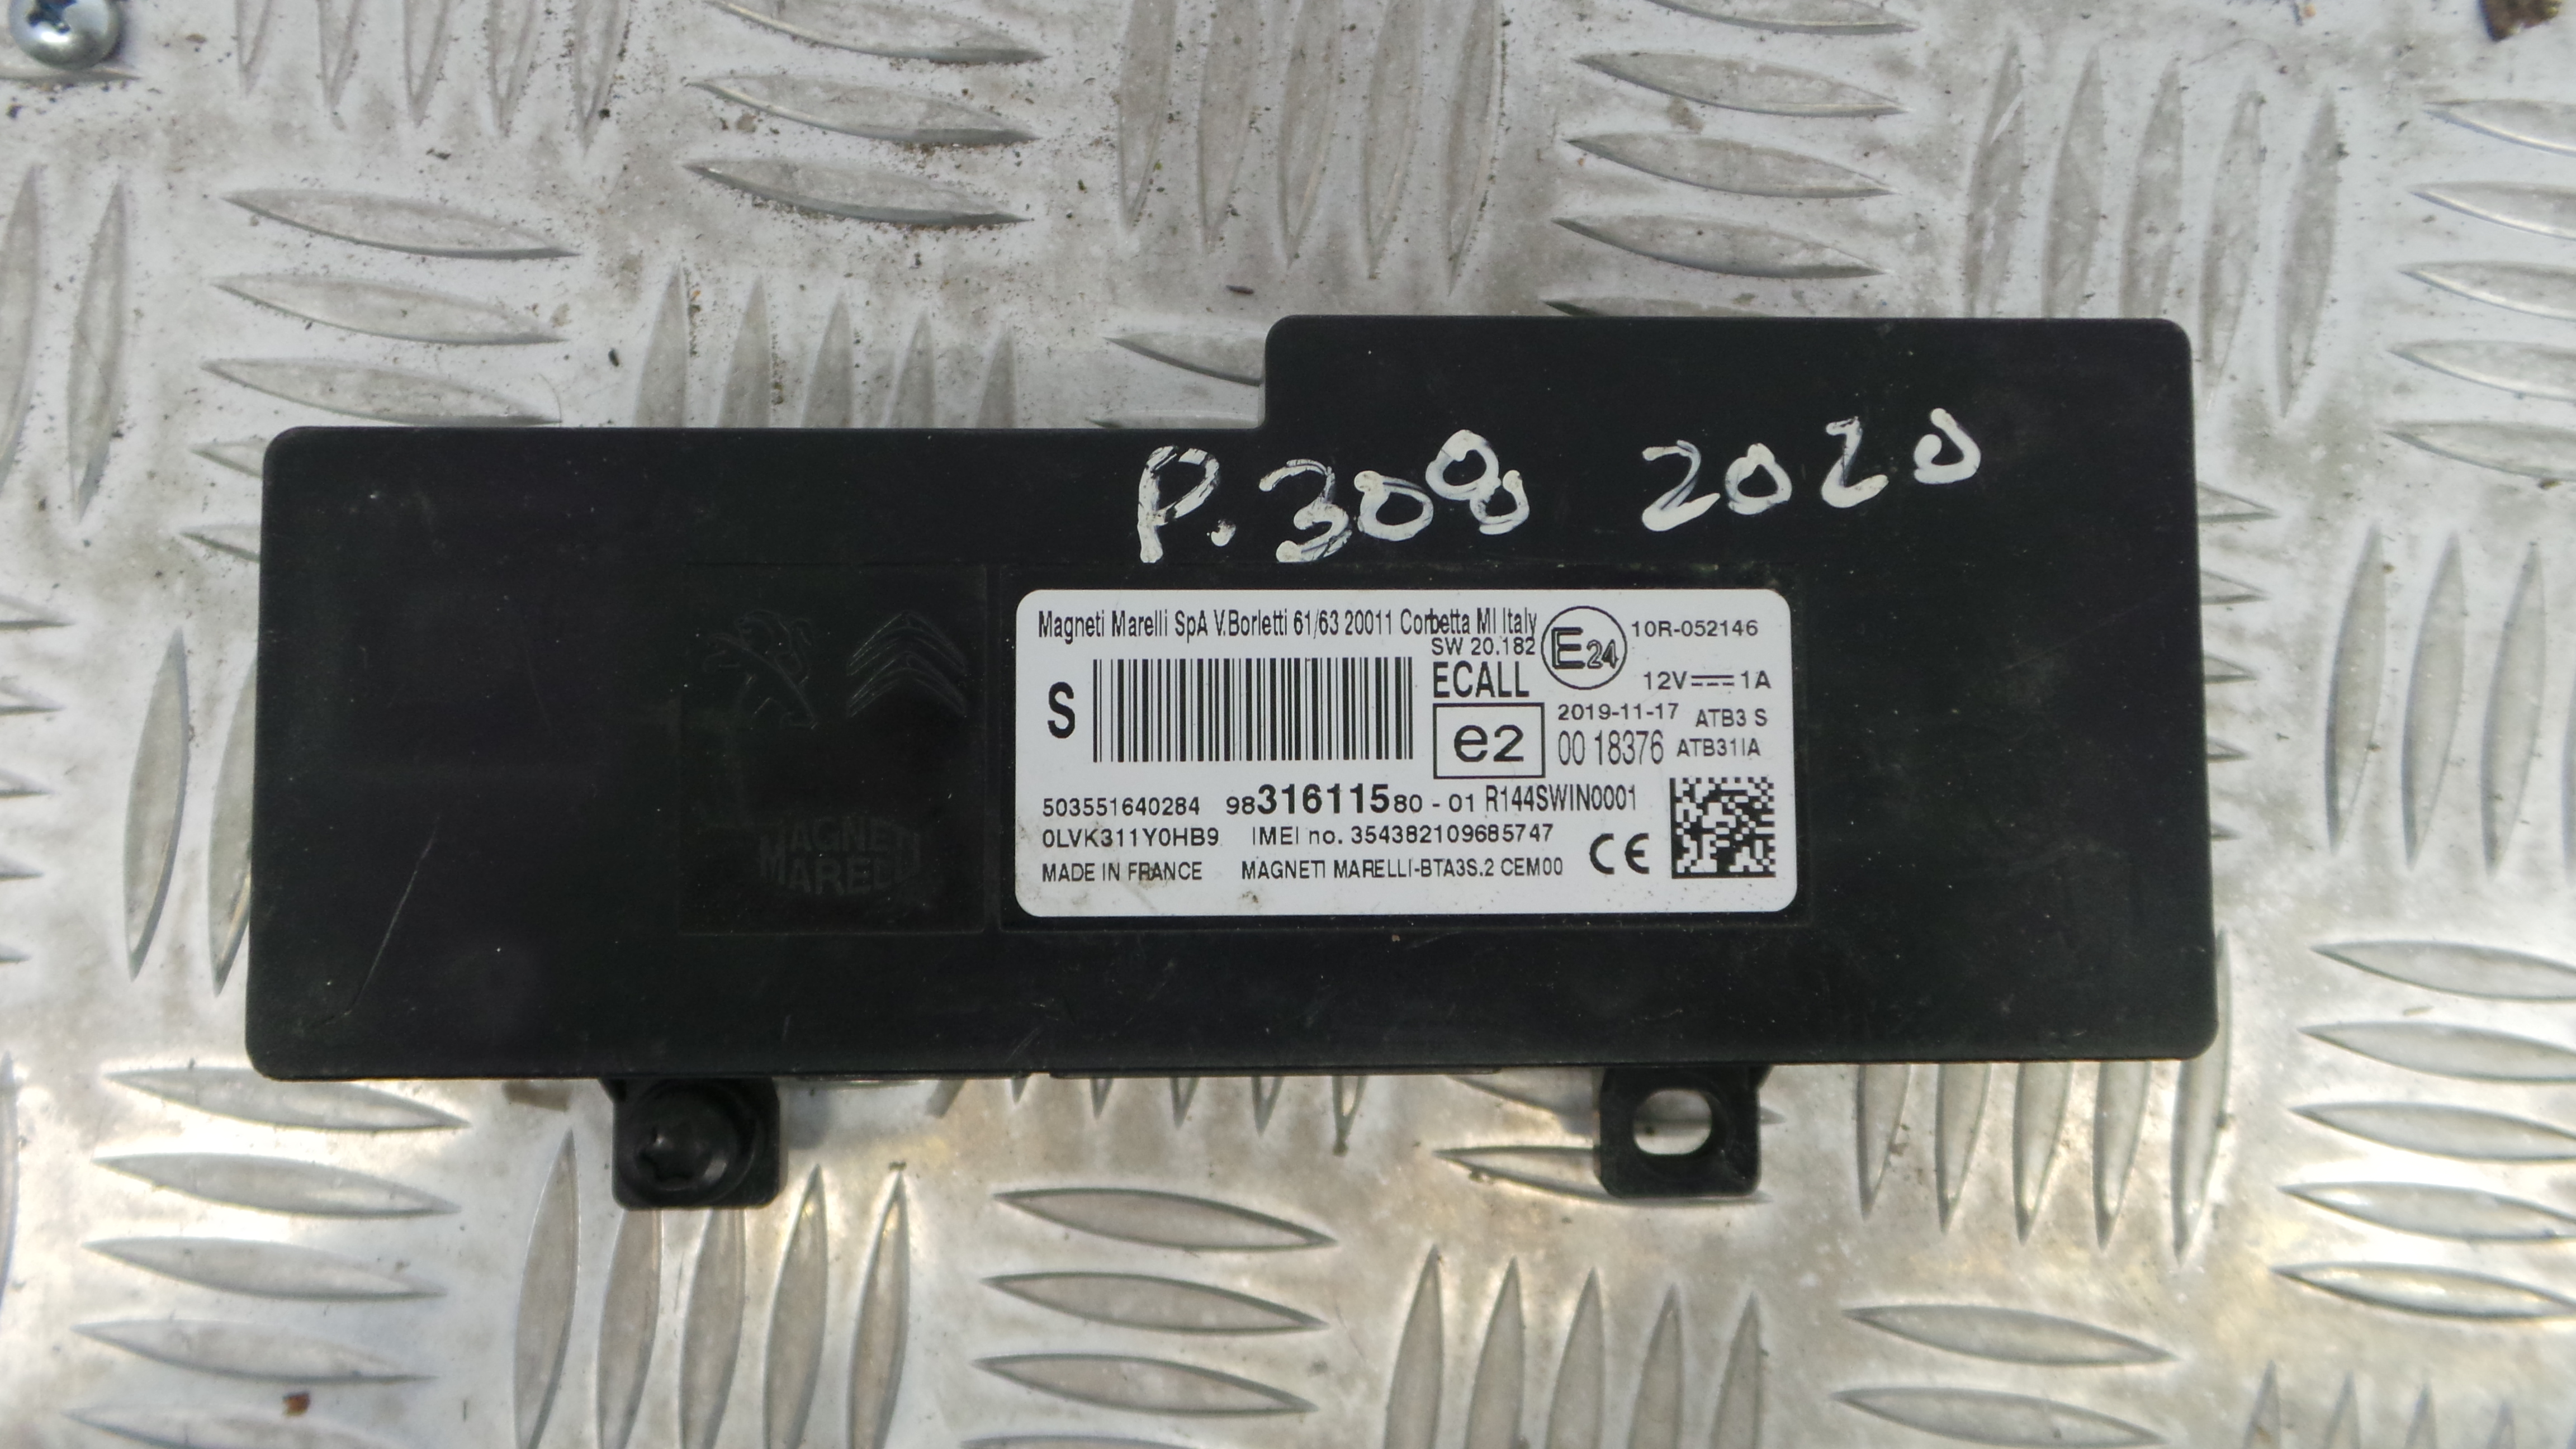 P. 308 2020
Magneti Marelli SpA V.Borletti 61/63 20011 Corbetta MI Italy
SW 20.182
E24
10R-052146
S
ECALL
12V⎓1A
e2
2019-11-17 ATB3 S
00 18376 ATB31IA
503551640284 9831611580 - 01 R144SWIN0001
0LVK311Y0HB9 IMEI no. 354382109685747
MADE IN FRANCE MAGNETI MARELLI-BTA3S.2 CEM00
CE
MAGNETI
MARELLI